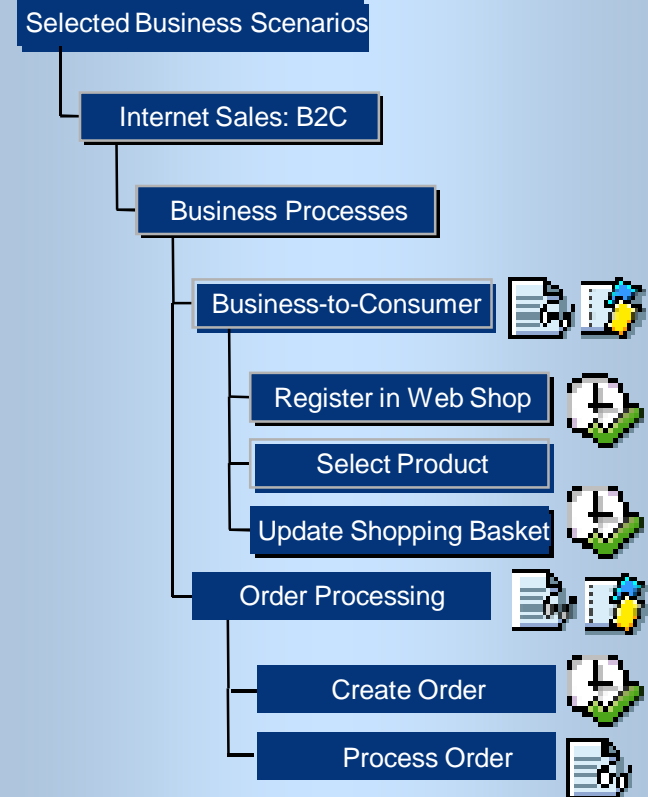 Selected Business Scenarios
Internet Sales: B2C
Business Processes
Business-to-Consumer
Register in Web Shop
Select Product
Update Shopping Basket
Order Processing
Create Order
Process Order